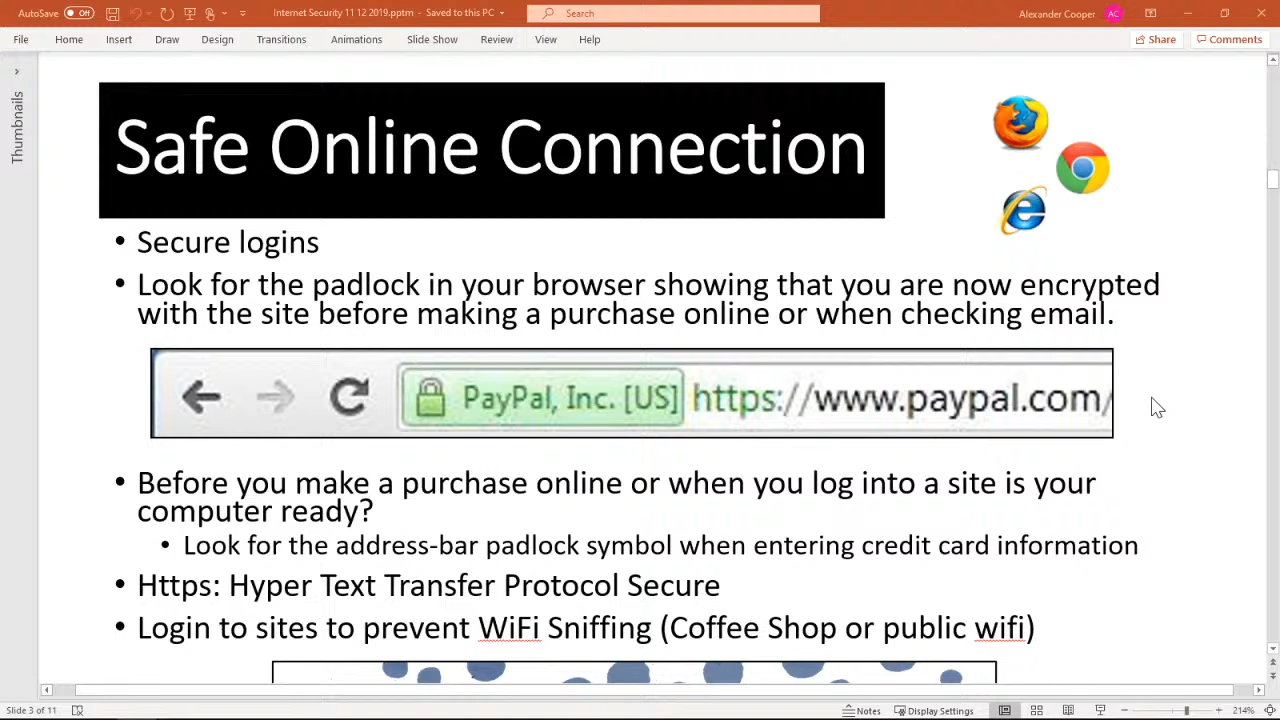 AutoSave Off Internet Security 11 12 2019.pptm - Saved to this PC Search Alexander Cooper AC
File Home Insert Draw Design Transitions Animations Slide Show Review View Help Share Comments
Thumbnails
Safe Online Connection
• Secure logins
• Look for the padlock in your browser showing that you are now encrypted
with the site before making a purchase online or when checking email.
PayPal, Inc. [US] https://www.paypal.com/
• Before you make a purchase online or when you log into a site is your
computer ready?
• Look for the address-bar padlock symbol when entering credit card information
• Https: Hyper Text Transfer Protocol Secure
• Login to sites to prevent WiFi Sniffing (Coffee Shop or public wifi)
Slide 3 of 11 Notes Display Settings 214%